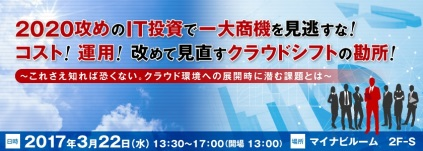 2020攻めのIT投資で一大商機を見逃すな!
コスト! 運用! 改めて見直すクラウドシフトの勘所!
～これさえ知れば恐くない。クラウド環境への展開時に潜む課題とは～
日時 2017年3月22日(水) 13:30～17:00(開場 13:00) 場所 マイナビルーム 2F-S